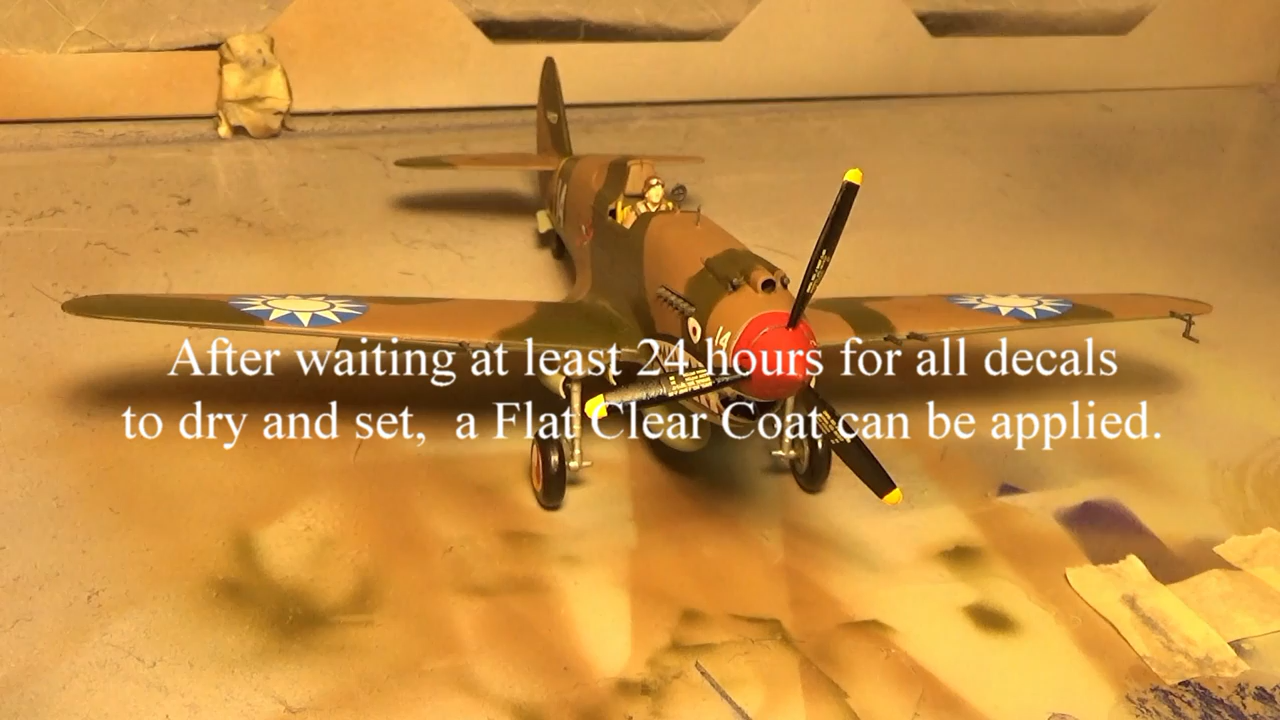 14
After waiting at least 24 hours for all decals
to dry and set,  a Flat Clear Coat can be applied.